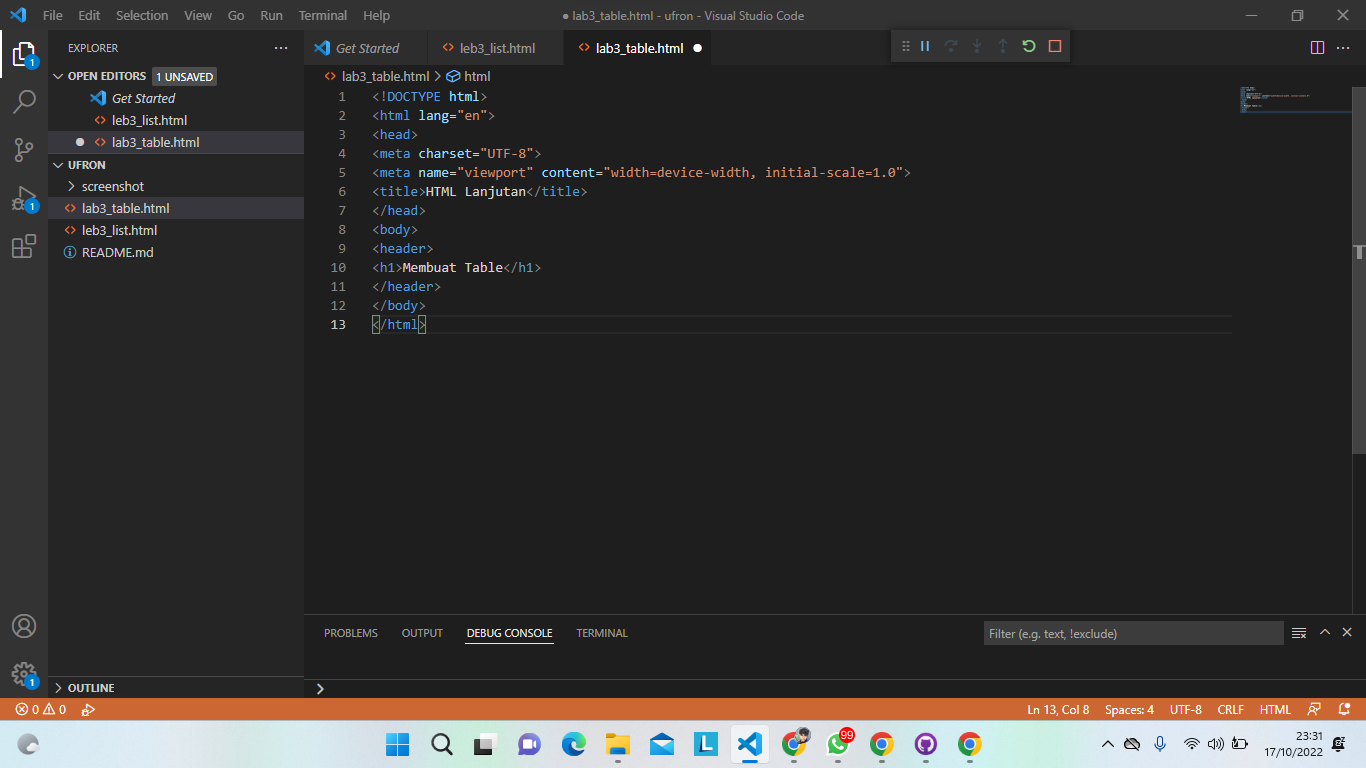 File Edit Selection View Go Run Terminal Help
● lab3_table.html - ufron - Visual Studio Code
EXPLORER
OPEN EDITORS 1 UNSAVED
Get Started
leb3_list.html
lab3_table.html
UFRON
screenshot
lab3_table.html
leb3_list.html
README.md
OUTLINE
1
1
1
Get Started leb3_list.html lab3_table.html
lab3_table.html > html
1 <!DOCTYPE html>
2 <html lang="en">
3 <head>
4 <meta charset="UTF-8">
5 <meta name="viewport" content="width=device-width, initial-scale=1.0">
6 <title>HTML Lanjutan</title>
7 </head>
8 <body>
9 <header>
10 <h1>Membuat Table</h1>
11 </header>
12 </body>
13 </html>
PROBLEMS OUTPUT DEBUG CONSOLE TERMINAL
Filter (e.g. text, !exclude)
0 0
Ln 13, Col 8 Spaces: 4 UTF-8 CRLF HTML
L
99
23:31
17/10/2022